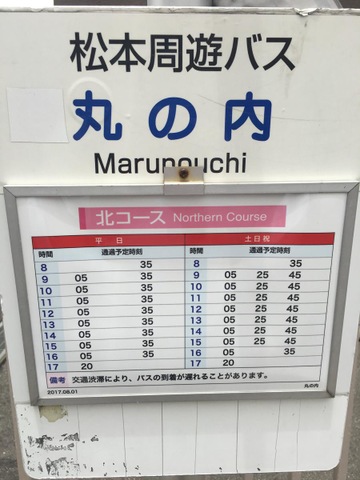 松本周遊バス
丸の内
Marunouchi
北コース Northern Course
平日 土日祝
時間 通過予定時刻 時間 通過予定時刻
8 35 8 35
9 05 35 9 05 25 45
10 05 35 10 05 25 45
11 05 35 11 05 25 45
12 05 35 12 05 25 45
13 05 35 13 05 25 45
14 05 35 14 05 25 45
15 05 35 15 05 25 45
16 05 35 16 05 35
17 20 17 20
備考 交通渋滞により、バスの到着が遅れることがあります。
2017.08.01 丸の内